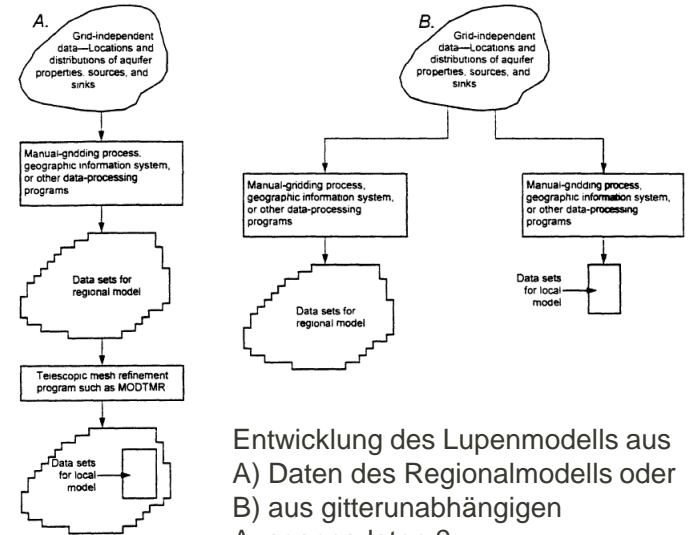 A.
Grid-independent
data—Locations and
distributions of aquifer
properties, sources, and
sinks
Manual-gridding process,
geographic information system,
or other data-processing
programs
Data sets for
regional model
Telescopic mesh refinement
program such as MODTMR
Data sets
for local
model
B.
Grid-independent
data—Locations and
distributions of aquifer
properties, sources, and
sinks
Manual-gridding process,
geographic information system,
or other data-processing
programs
Data sets for
regional model
Manual-gridding process,
geographic information system,
or other data-processing
programs
Data sets
for local
model
Entwicklung des Lupenmodells aus
A) Daten des Regionalmodells oder
B) aus gitterunabhängigen